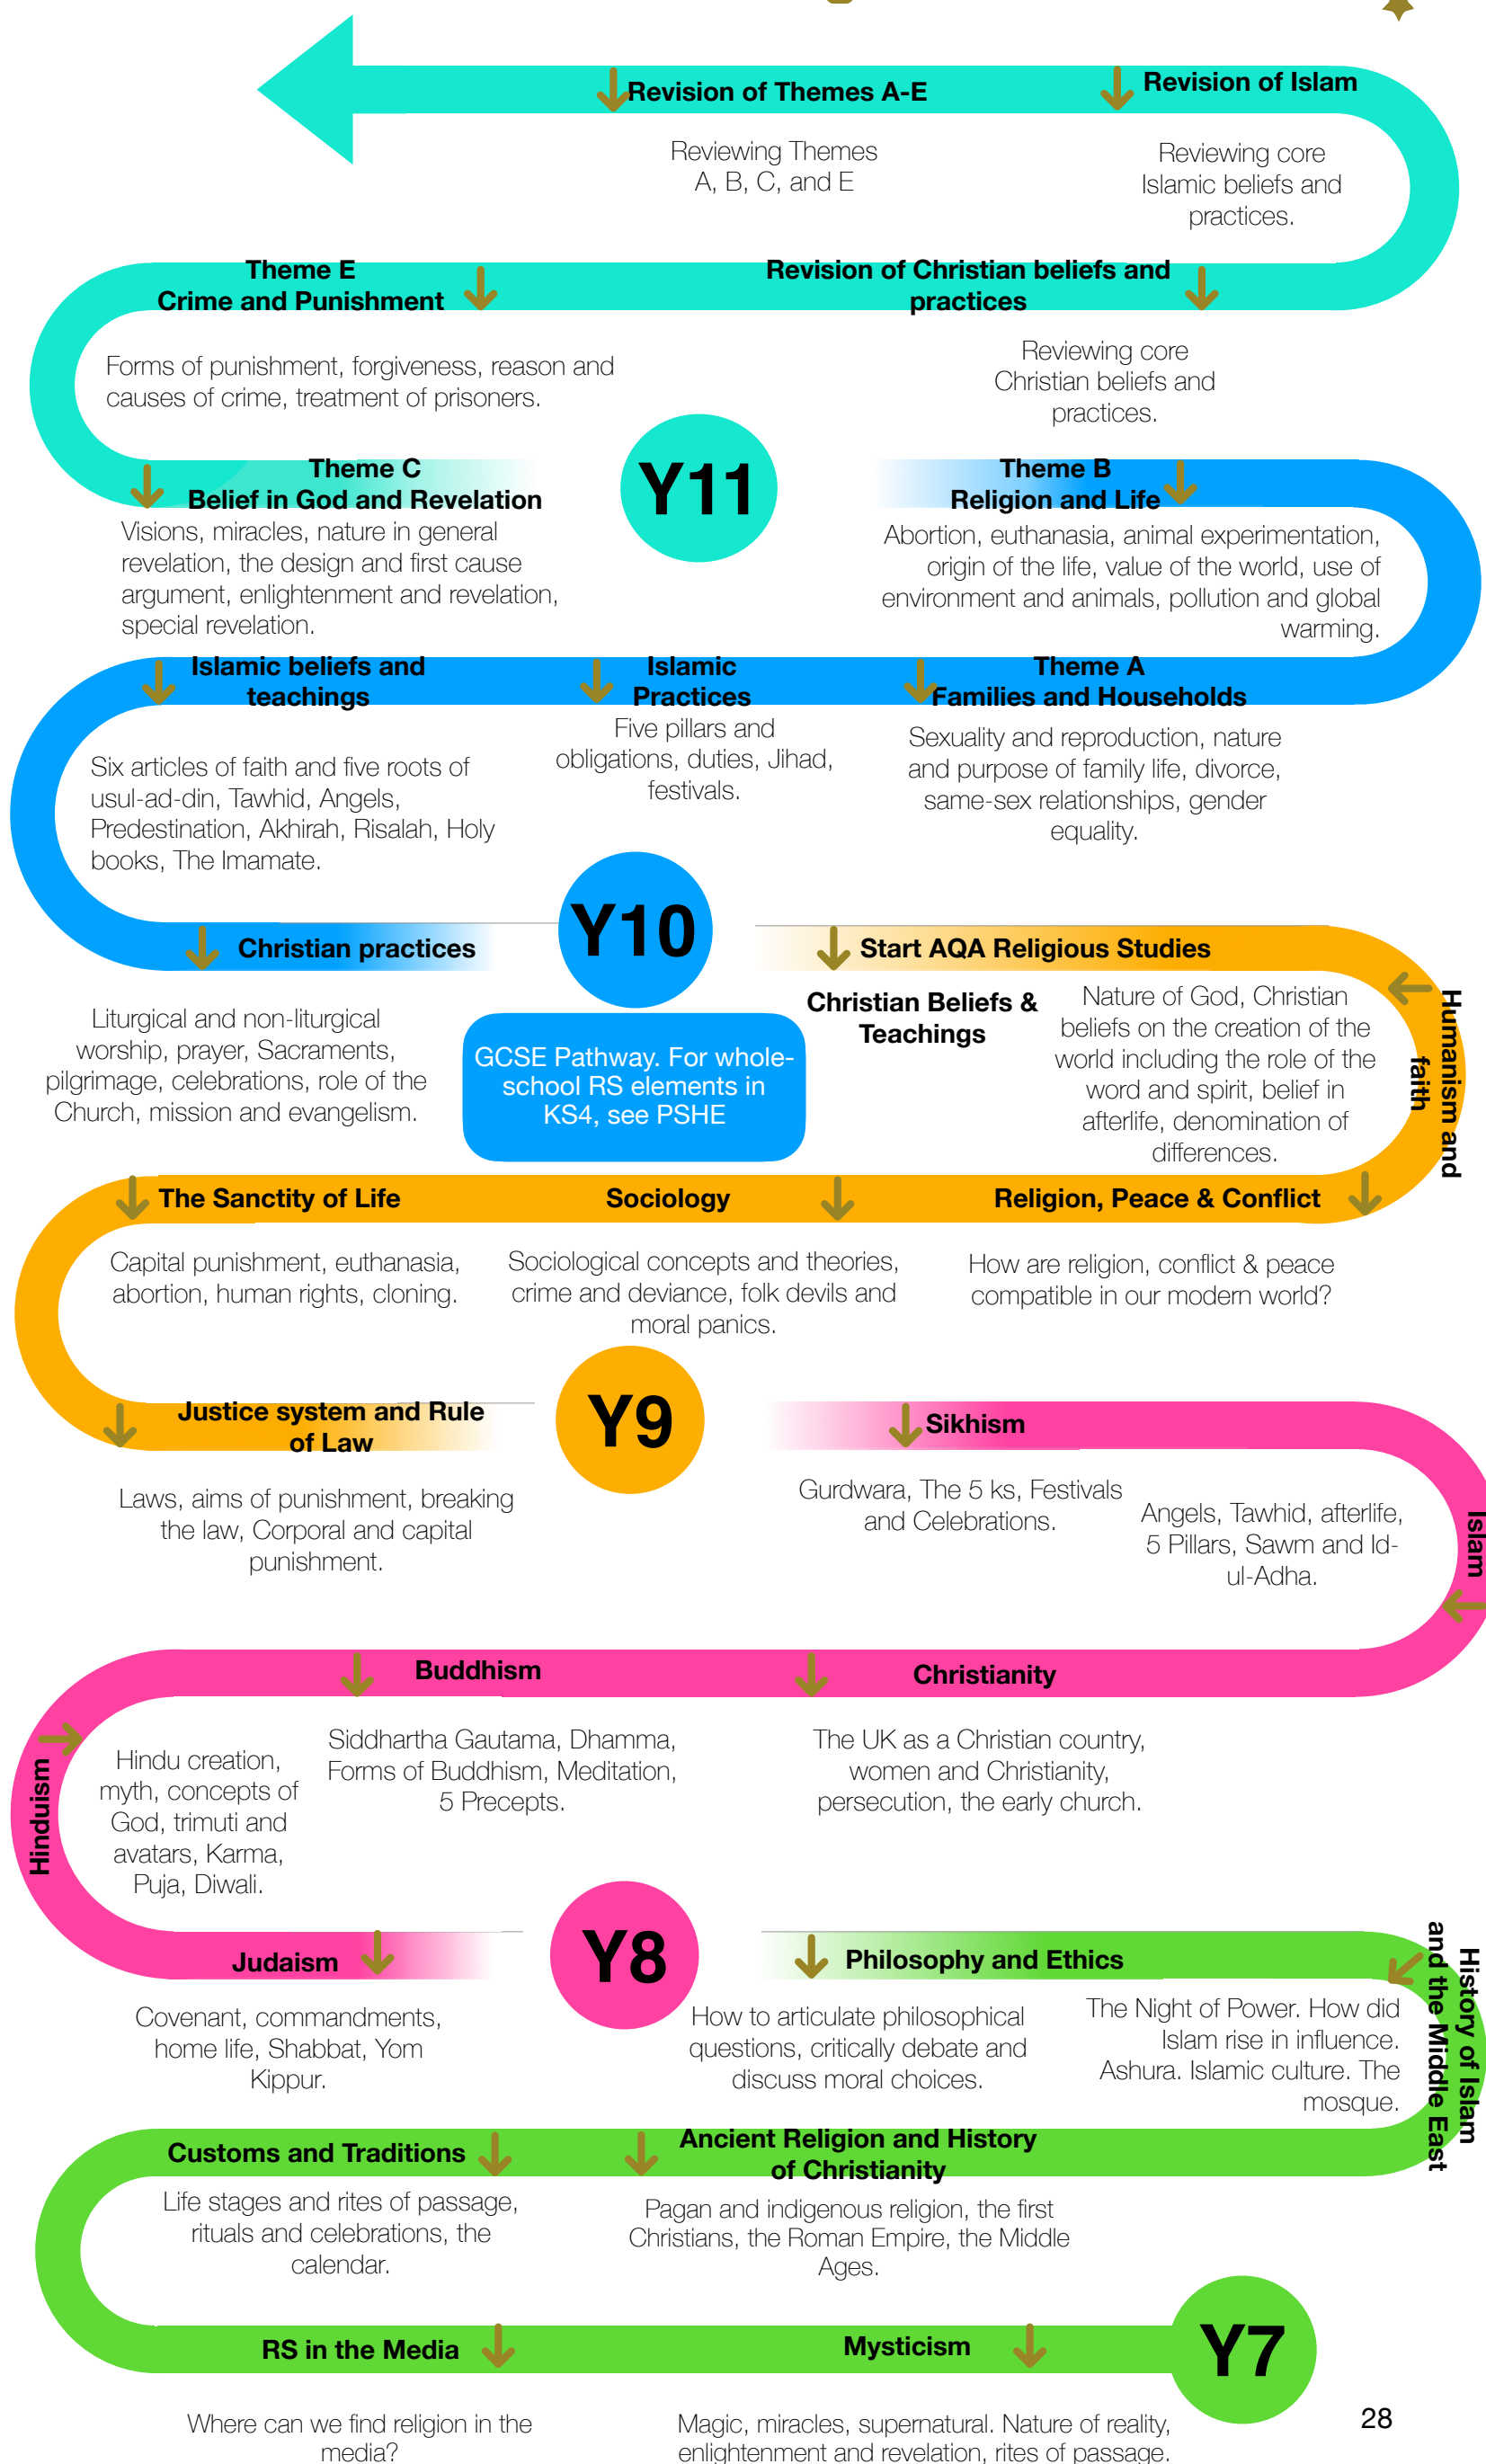 Revision of Themes A-E
Revision of Islam
Reviewing Themes
A, B, C, and E
Reviewing core
Islamic beliefs and
practices.
Theme E
Crime and Punishment
Revision of Christian beliefs and
practices
Forms of punishment, forgiveness, reason and
causes of crime, treatment of prisoners.
Reviewing core
Christian beliefs and
practices.
Y11
Theme C
Belief in God and Revelation
Visions, miracles, nature in general
revelation, the design and first cause
argument, enlightenment and revelation,
special revelation.
Theme B
Religion and Life
Abortion, euthanasia, animal experimentation,
origin of the life, value of the world, use of
environment and animals, pollution and global
warming.
Islamic beliefs and
teachings
Six articles of faith and five roots of
usul-ad-din, Tawhid, Angels,
Predestination, Akhirah, Risalah, Holy
books, The Imamate.
Islamic
Practices
Five pillars and
obligations, duties, Jihad,
festivals.
Theme A
Families and Households
Sexuality and reproduction, nature
and purpose of family life, divorce,
same-sex relationships, gender
equality.
Y10
Christian practices
Liturgical and non-liturgical
worship, prayer, Sacraments,
pilgrimage, celebrations, role of the
Church, mission and evangelism.
GCSE Pathway. For whole-
school RS elements in
KS4, see PSHE
Start AQA Religious Studies
Christian Beliefs &
Teachings
Nature of God, Christian
beliefs on the creation of the
world including the role of the
word and spirit, belief in
afterlife, denomination of
differences.
Humanism and
faith
The Sanctity of Life
Capital punishment, euthanasia,
abortion, human rights, cloning.
Sociology
Sociological concepts and theories,
crime and deviance, folk devils and
moral panics.
Religion, Peace & Conflict
How are religion, conflict & peace
compatible in our modern world?
Y9
Justice system and Rule
of Law
Laws, aims of punishment, breaking
the law, Corporal and capital
punishment.
Sikhism
Gurdwara, The 5 ks, Festivals
and Celebrations.
Angels, Tawhid, afterlife,
5 Pillars, Sawm and Id-
ul-Adha.
Islam
Buddhism
Siddhartha Gautama, Dhamma,
Forms of Buddhism, Meditation,
5 Precepts.
Christianity
The UK as a Christian country,
women and Christianity,
persecution, the early church.
Hinduism
Hindu creation,
myth, concepts of
God, trimuti and
avatars, Karma,
Puja, Diwali.
Y8
Judaism
Covenant, commandments,
home life, Shabbat, Yom
Kippur.
Philosophy and Ethics
How to articulate philosophical
questions, critically debate and
discuss moral choices.
The Night of Power. How did
Islam rise in influence.
Ashura. Islamic culture. The
mosque.
History of Islam
and the Middle East
Customs and Traditions
Life stages and rites of passage,
rituals and celebrations, the
calendar.
Ancient Religion and History
of Christianity
Pagan and indigenous religion, the first
Christians, the Roman Empire, the Middle
Ages.
Y7
RS in the Media
Where can we find religion in the
media?
Mysticism
Magic, miracles, supernatural. Nature of reality,
enlightenment and revelation, rites of passage.
28